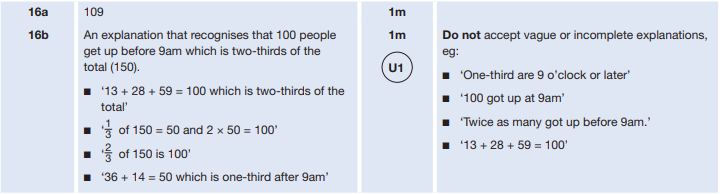 16a 109 1m
16b An explanation that recognises that 100 people 1m Do not accept vague or incomplete explanations,
get up before 9am which is two-thirds of the eg:
total (150). U1
■ ‘One-third are 9 o’clock or later’
■ ‘13 + 28 + 59 = 100 which is two-thirds of the
total’
■ ‘100 got up at 9am’
■ ‘1/3 of 150 = 50 and 2 × 50 = 100’
■ ‘Twice as many got up before 9am.’
■ ‘2/3 of 150 is 100’
■ ‘13 + 28 + 59 = 100’
■ ‘36 + 14 = 50 which is one-third after 9am’